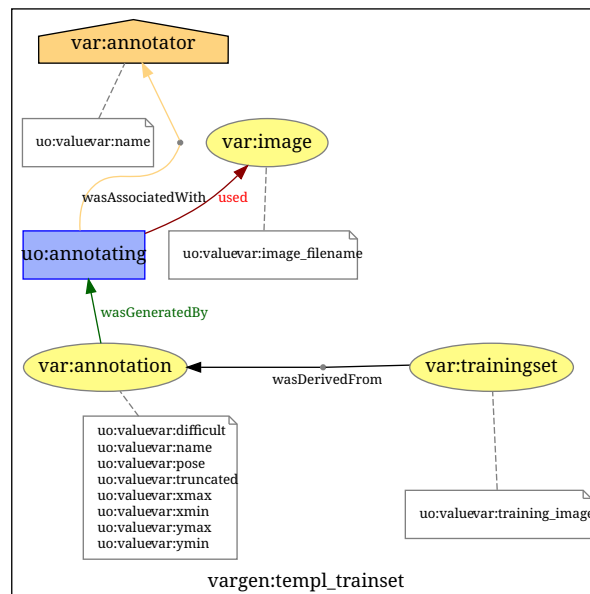 var:annotator
uo:valuevar:name
var:image
wasAssociatedWith
used
uo:annotating
uo:valuevar:image_filename
wasGeneratedBy
var:annotation
var:trainingset
wasDerivedFrom
uo:valuevar:difficult
uo:valuevar:name
uo:valuevar:pose
uo:valuevar:truncated
uo:valuevar:xmax
uo:valuevar:xmin
uo:valuevar:ymax
uo:valuevar:ymin
uo:valuevar:training_image
vargen:templ_trainset